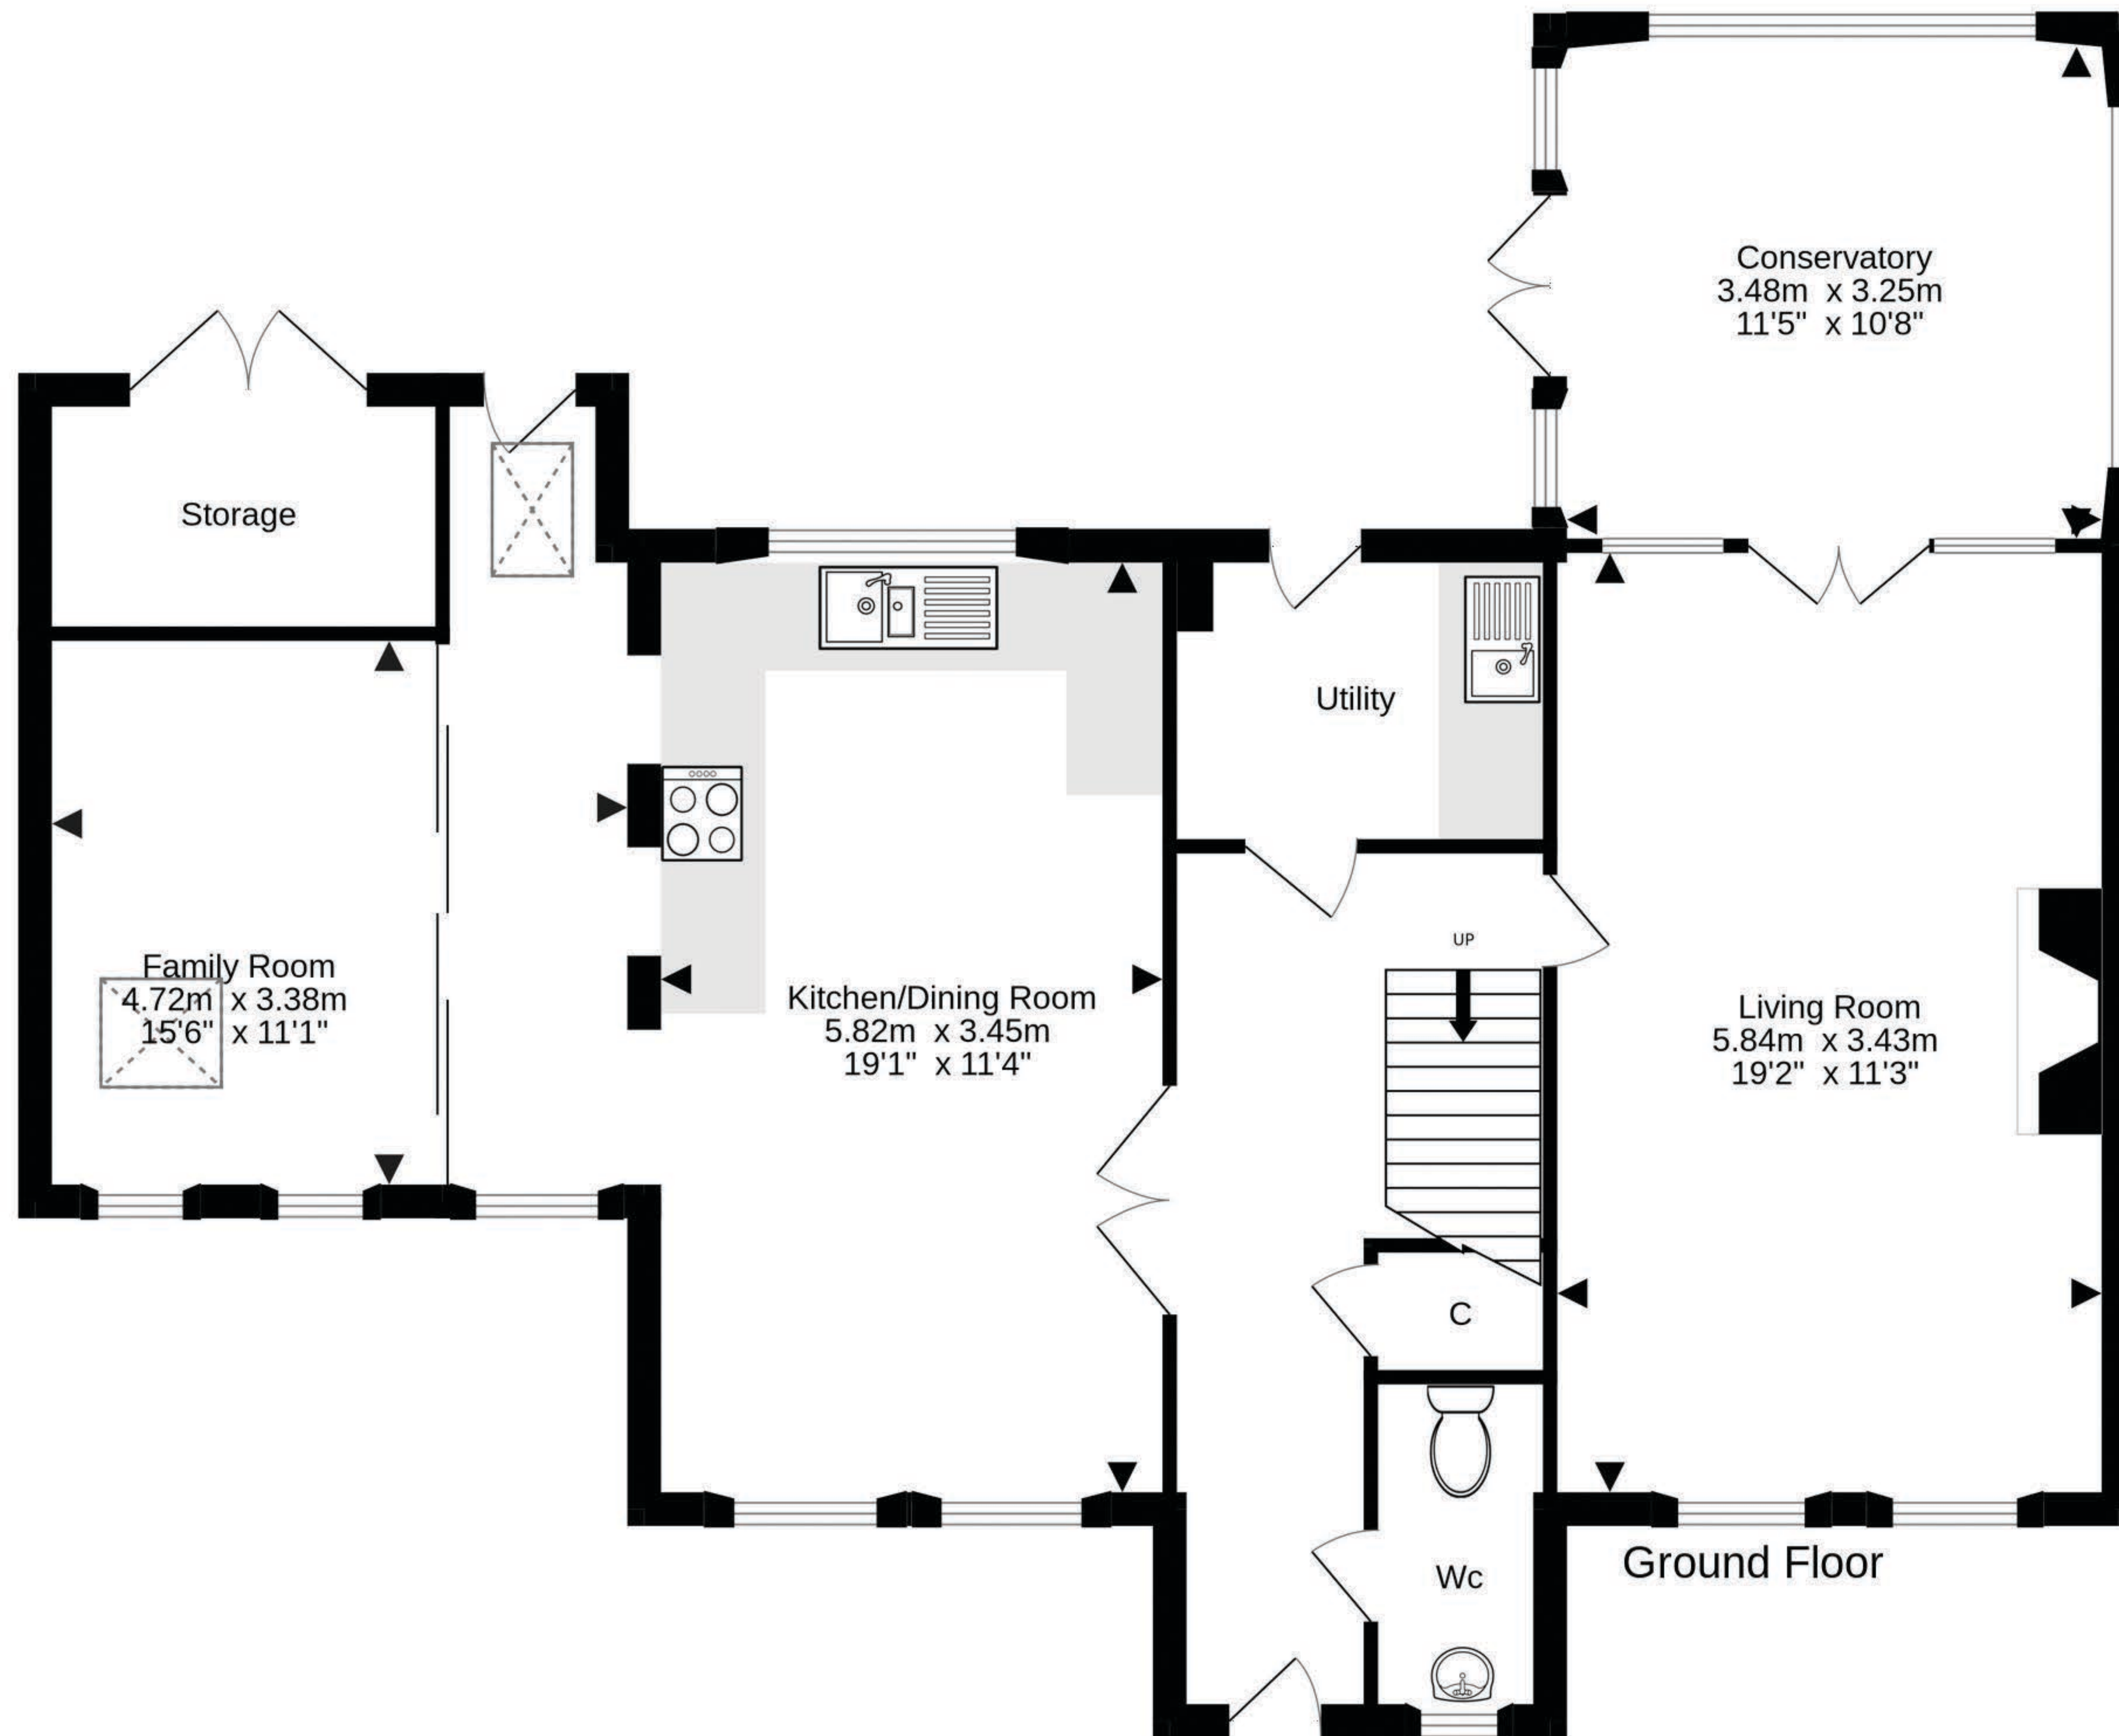 Conservatory
3.48m x 3.25m
11'5" x 10'8"
Storage
Utility
UP
Family Room
4.72m x 3.38m
15'6" x 11'1"
Kitchen/Dining Room
5.82m x 3.45m
19'1" x 11'4"
Living Room
5.84m x 3.43m
19'2" x 11'3"
C
Wc
Ground Floor